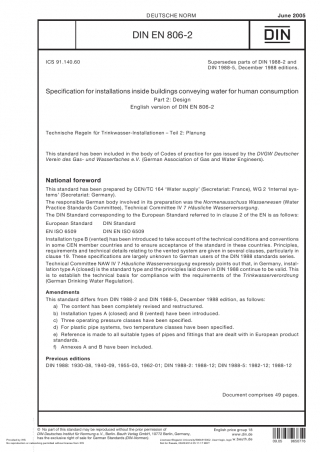 DEUTSCHE NORM
June 2005
DIN EN 806-2
DIN
ICS 91.140.60
Supersedes parts of DIN 1988-2 and
DIN 1988-5, December 1988 editions.
Specification for installations inside buildings conveying water for human consumption
Part 2: Design
English version of DIN EN 806-2
Technische Regeln für Trinkwasser-Installationen – Teil 2: Planung
This standard has been included in the body of Codes of practice for gas issued by the DVGW Deutscher
Verein des Gas- und Wasserfaches e.V. (German Association of Gas and Water Engineers).
National foreword
This standard has been prepared by CEN/TC 164 ‘Water supply’ (Secretariat: France), WG 2 ‘Internal sys-
tems’ (Secretariat: Germany).
The responsible German body involved in its preparation was the Normenausschuss Wasserwesen (Water
Practice Standards Committee), Technical Committee IV 7 Häusliche Wasserversorgung.
The DIN Standard corresponding to the European Standard referred to in clause 2 of the EN is as follows:
European Standard DIN Standard
EN ISO 6509 DIN EN ISO 6509
Installation type B (vented) has been introduced to take account of the technical conditions and conventions
in some CEN member countries and to ensure acceptance of the standard in these countries. Principles,
requirements and technical details relating to the vented system are given in several clauses, particularly in
clause 19. These specifications are largely unknown to German users of the DIN 1988 standards series.
Technical Committee NAW IV 7 Häusliche Wasserversorgung expressly points out that, in Germany, instal-
lation type A (closed) is the standard type and the principles laid down in DIN 1988 continue to be valid. This
is to establish the technical basis for compliance with the requirements of the Trinkwasserverordnung
(German Drinking Water Regulation).
Amendments
This standard differs from DIN 1988-2 and DIN 1988-5, December 1988 edition, as follows:
a) The content has been completely revised and restructured.
b) Installation types A (closed) and B (vented) have been introduced.
c) Three operating pressure classes have been specified.
d) For plastic pipe systems, two temperature classes have been specified.
e) Reference is made to all suitable types of pipes and fittings that are dealt with in European product
standards.
f) Annexes A and B have been included.
Previous editions
DIN 1988: 1930-08, 1940-09, 1955-03, 1962-01; DIN 1988-2: 1988-12; DIN 1988-5: 1982-12; 1988-12
Document comprises 49 pages.
© No part of this standard may be reproduced without the prior permission of
DIN Deutsches Institut für Normung e.V., Berlin. Beuth Verlag GmbH, 10772 Berlin, Germany,
has the exclusive right of sale for German Standards (DIN-Normen).
English price group 18
www.din.de
www.beuth.de